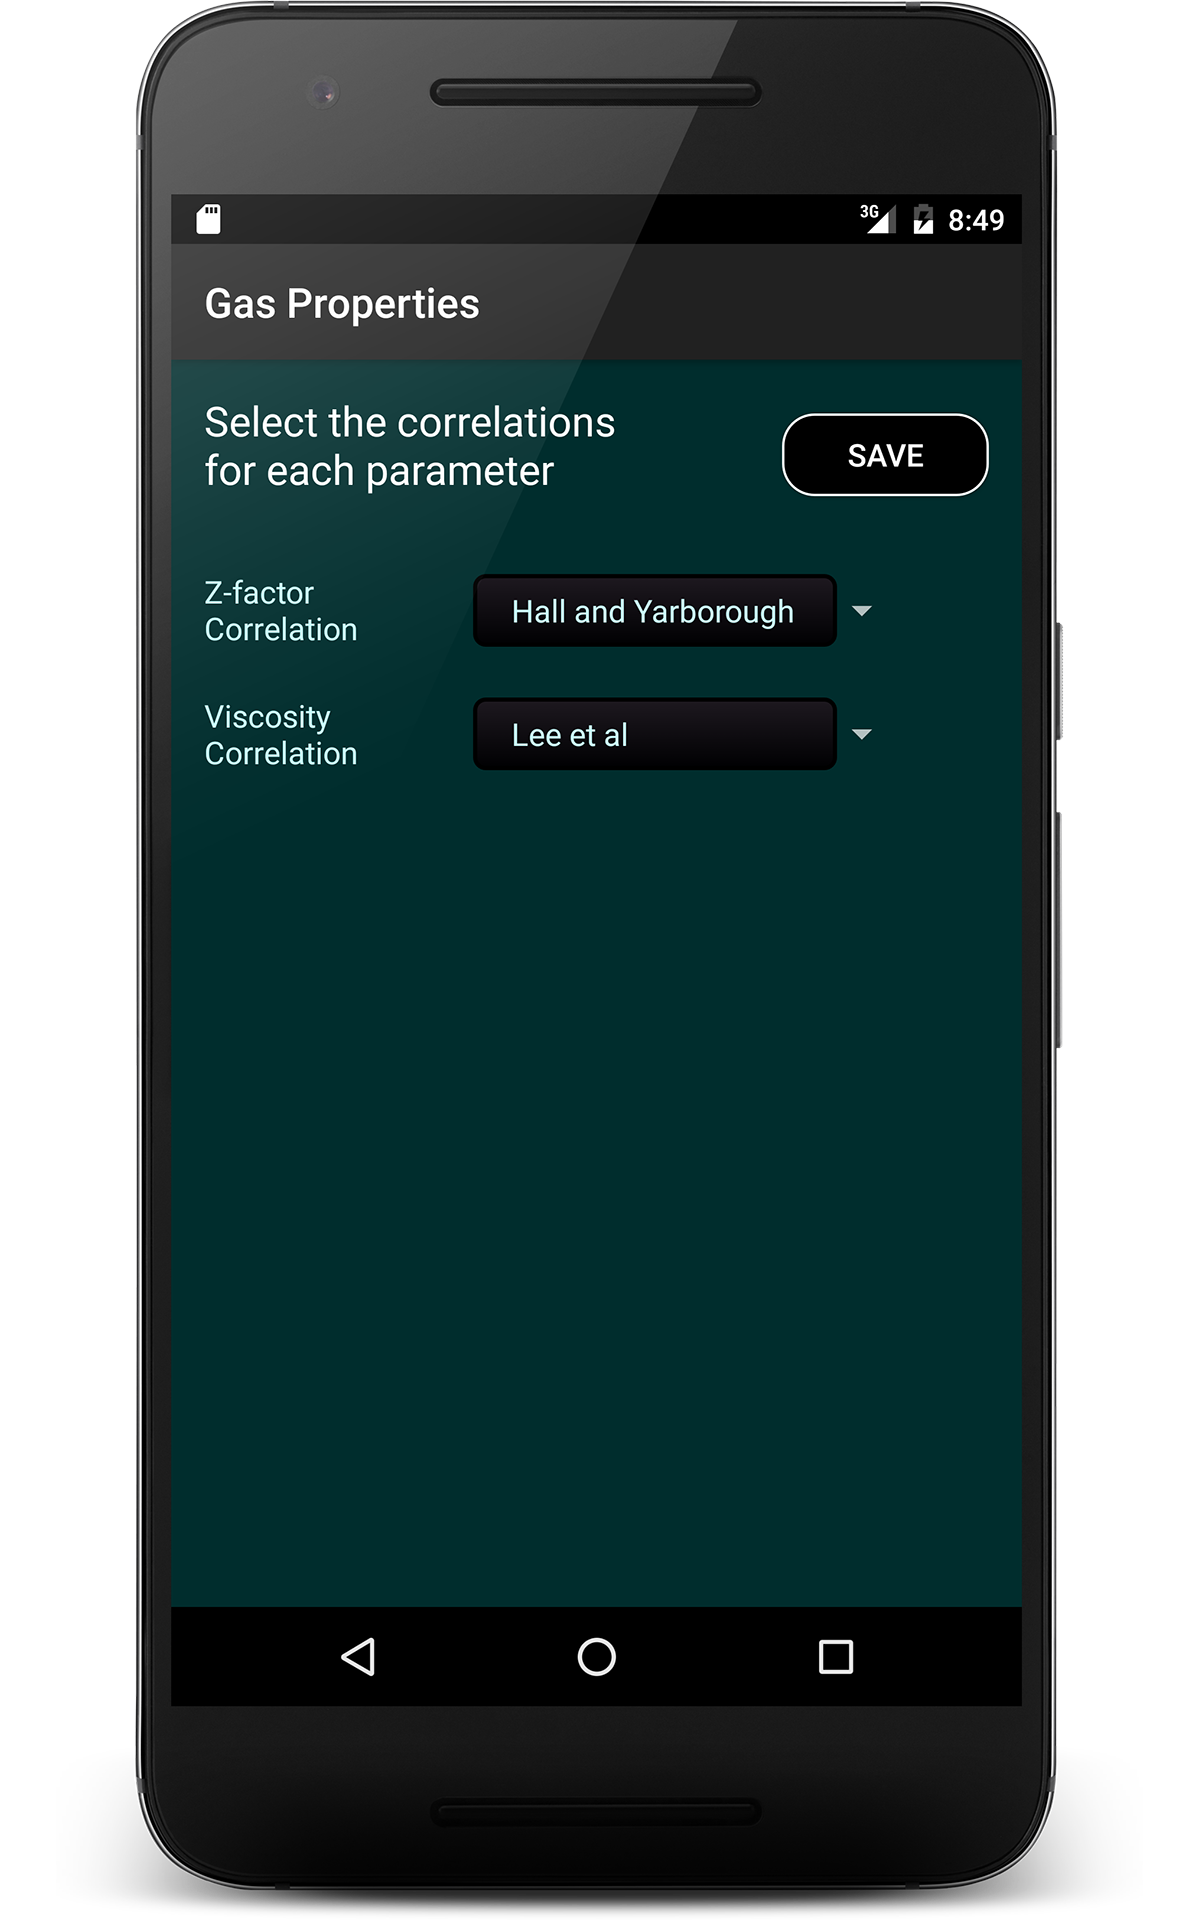 3G 8:49
Gas Properties
Select the correlations
for each parameter
SAVE
Z-factor
Correlation
Hall and Yarborough
Viscosity
Correlation
Lee et al